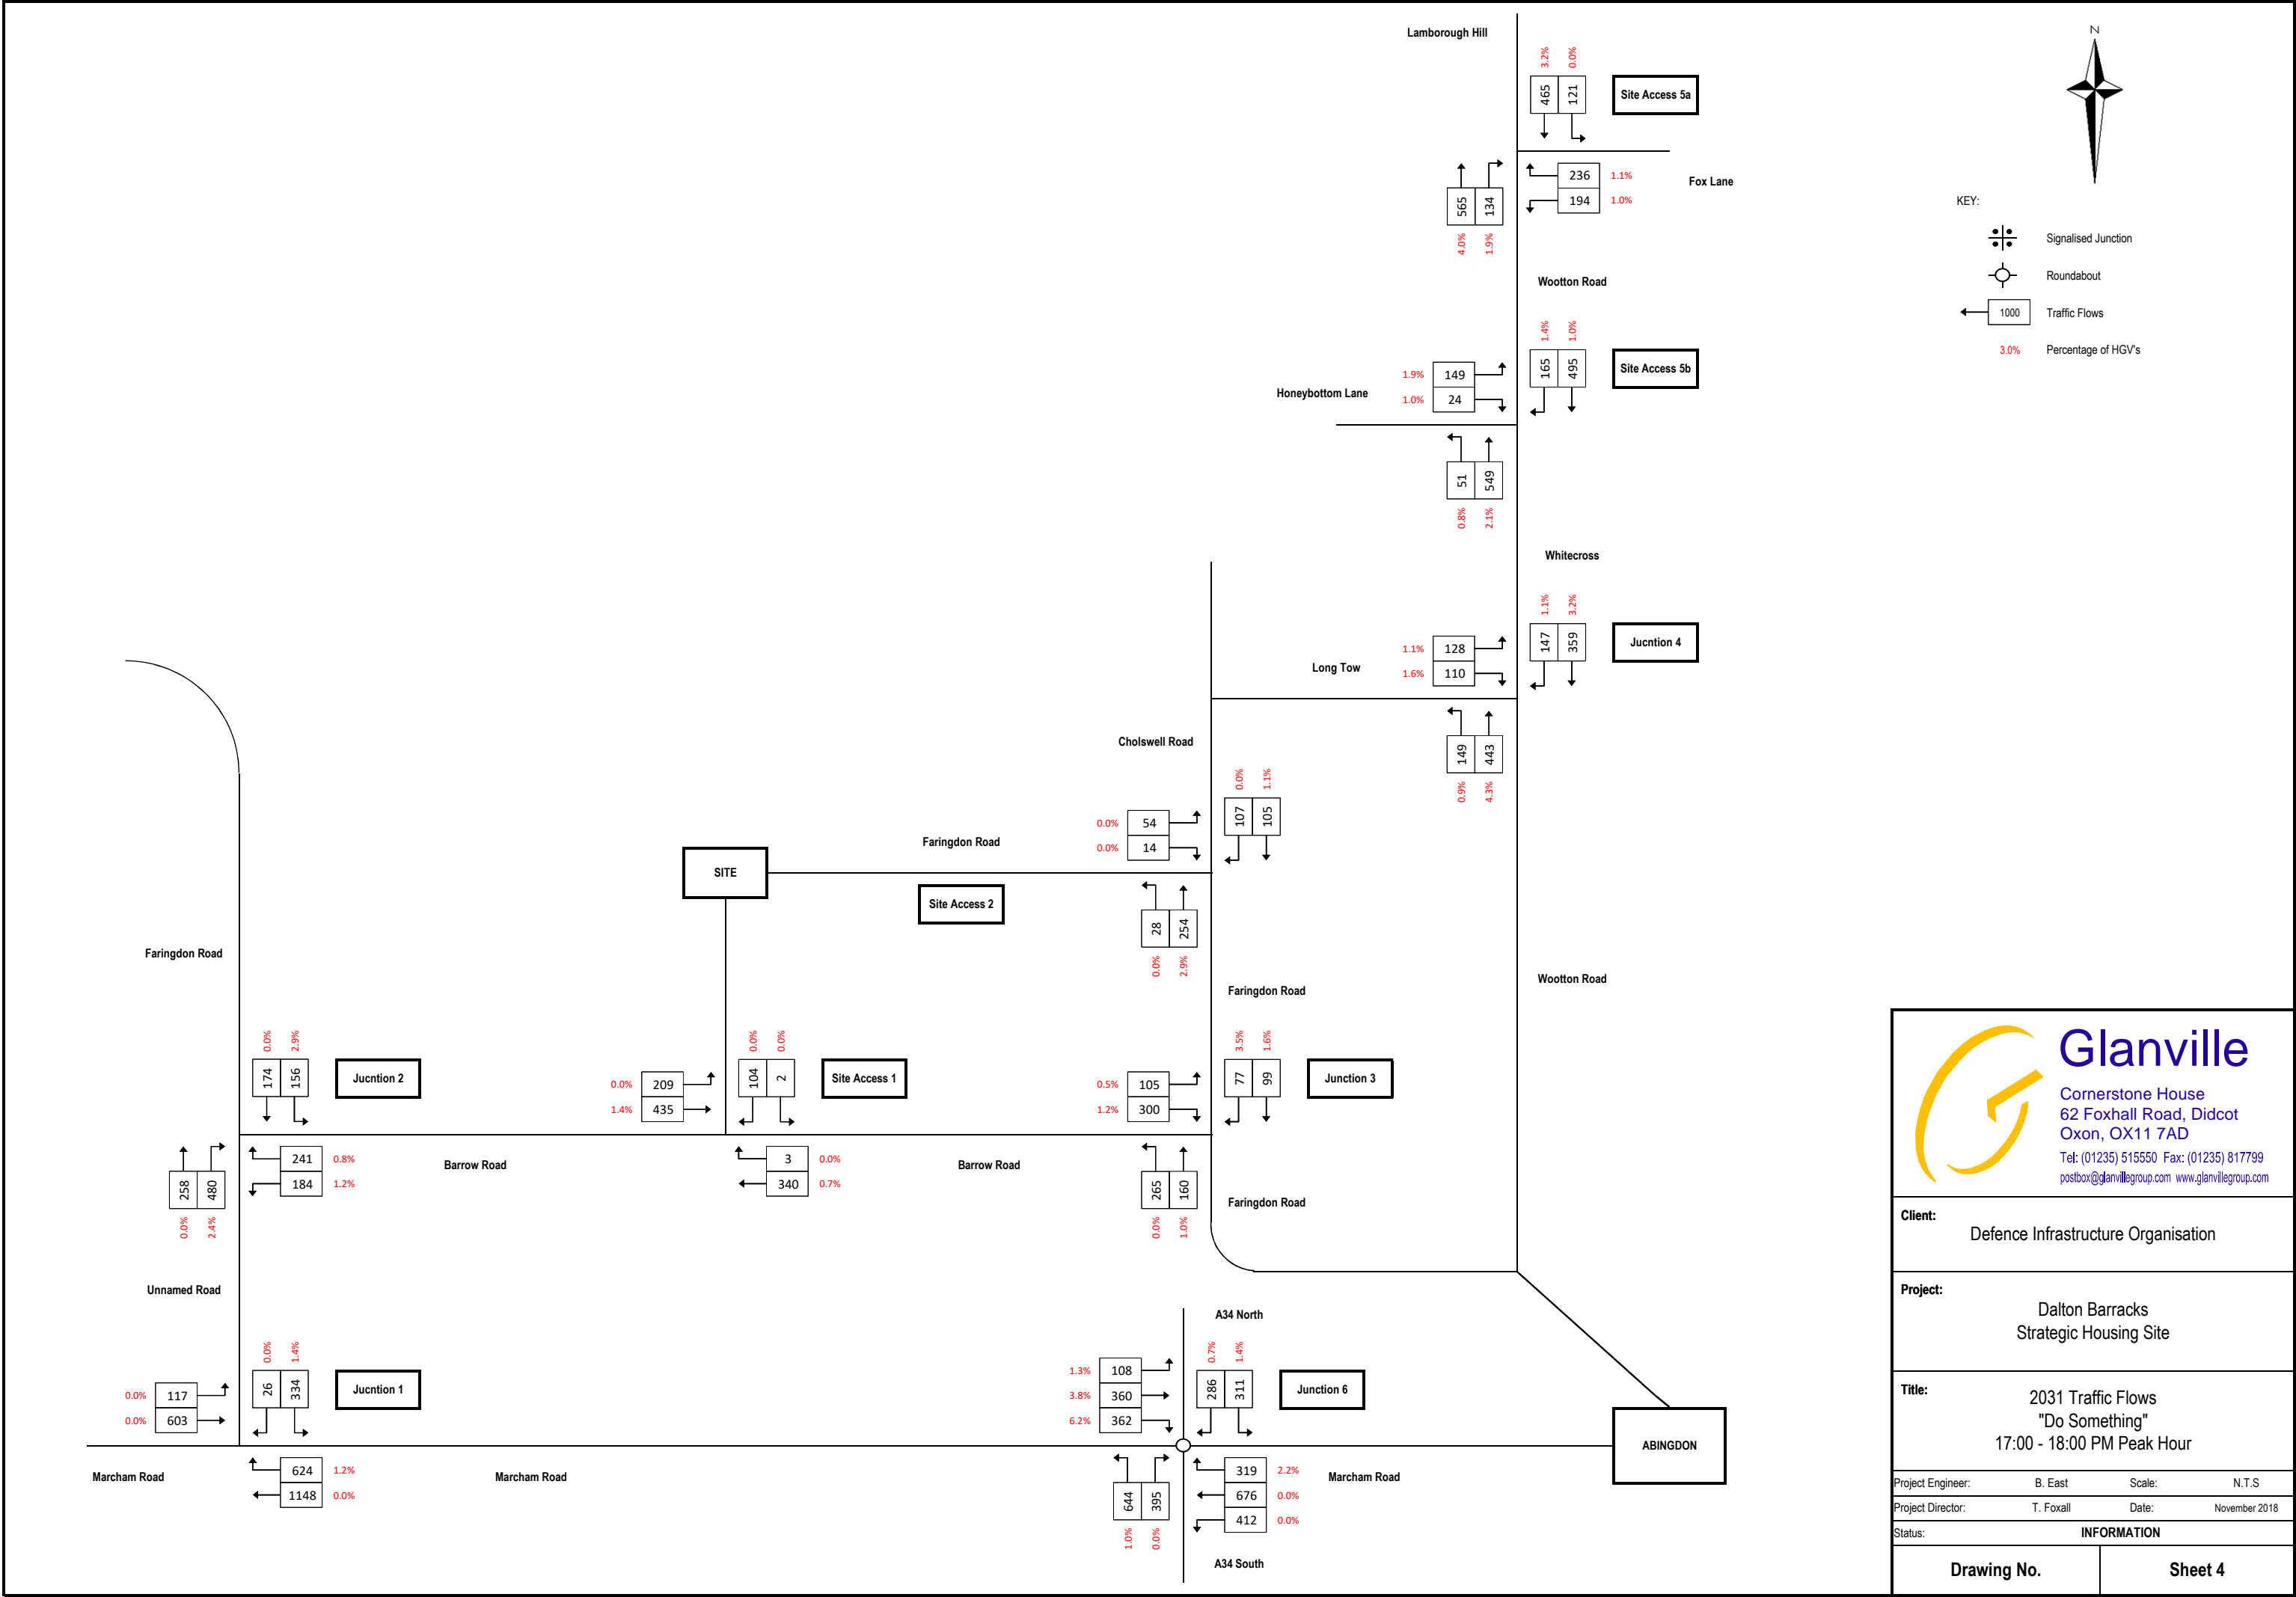 Lamborough Hill
3.2%
0.0%
465
121
Site Access 5a
565
134
4.0%
1.9%
236
1.1%
194
1.0%
Fox Lane
Wootton Road
N
KEY:
Signalised Junction
Roundabout
1000
Traffic Flows
3.0%
Percentage of HGV's
1.4%
1.0%
165
495
Site Access 5b
Honeybottom Lane
1.9%
149
1.0%
24
51
549
0.8%
2.1%
Whitecross
1.1%
3.2%
147
359
Jucntion 4
Long Tow
1.1%
128
1.6%
110
149
443
0.9%
4.3%
Cholswell Road
0.0%
1.1%
107
105
0.0%
54
0.0%
14
Faringdon Road
SITE
Site Access 2
28
254
0.0%
2.9%
Faringdon Road
Faringdon Road
Wootton Road
0.0%
2.9%
174
156
Jucntion 2
258
480
0.0%
2.4%
241
0.8%
184
1.2%
Barrow Road
0.0%
209
1.4%
435
0.0%
0.0%
104
2
Site Access 1
3
0.0%
340
0.7%
Barrow Road
0.5%
105
1.2%
300
3.5%
1.6%
77
99
Junction 3
265
160
0.0%
1.0%
Faringdon Road
Unnamed Road
0.0%
1.4%
26
334
Jucntion 1
0.0%
117
0.0%
603
Marcham Road
624
1.2%
1148
0.0%
Marcham Road
A34 North
1.3%
108
3.8%
360
6.2%
362
0.7%
1.4%
286
311
Junction 6
644
395
1.0%
0.0%
319
2.2%
676
0.0%
412
0.0%
Marcham Road
A34 South
ABINGDON
Glanville
Cornerstone House
62 Foxhall Road, Didcot
Oxon, OX11 7AD
Tel: (01235) 515550 Fax: (01235) 817799
postbox@glanvillegroup.com www.glanvillegroup.com
Client:
Defence Infrastructure Organisation
Project:
Dalton Barracks
Strategic Housing Site
Title:
2031 Traffic Flows
"Do Something"
17:00 - 18:00 PM Peak Hour
Project Engineer: B. East Scale: N.T.S
Project Director: T. Foxall Date: November 2018
Status: INFORMATION
Drawing No. Sheet 4